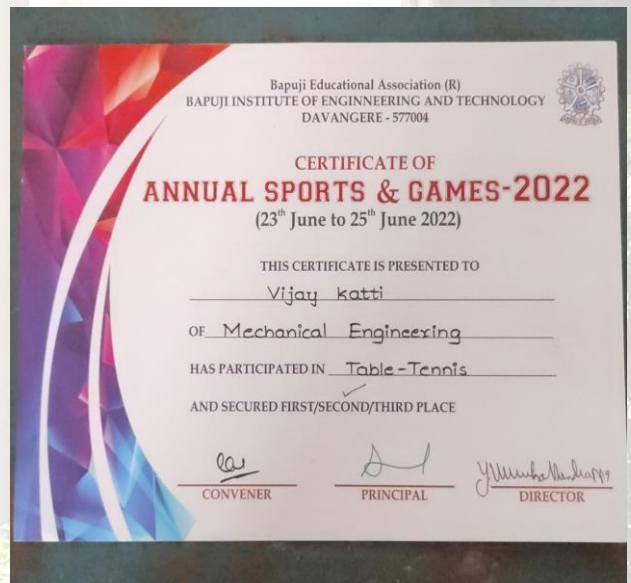 Bapuji Educational Association (R)
BAPUJI INSTITUTE OF ENGINNEERING AND TECHNOLOGY
DAVANGERE - 577004
CERTIFICATE OF
ANNUAL SPORTS & GAMES-2022
(23th June to 25th June 2022)
THIS CERTIFICATE IS PRESENTED TO
Vijay Katti
OF Mechanical Engineering
HAS PARTICIPATED IN Table-Tennis
AND SECURED FIRST/SECOND/THIRD PLACE
CONVENER PRINCIPAL DIRECTOR